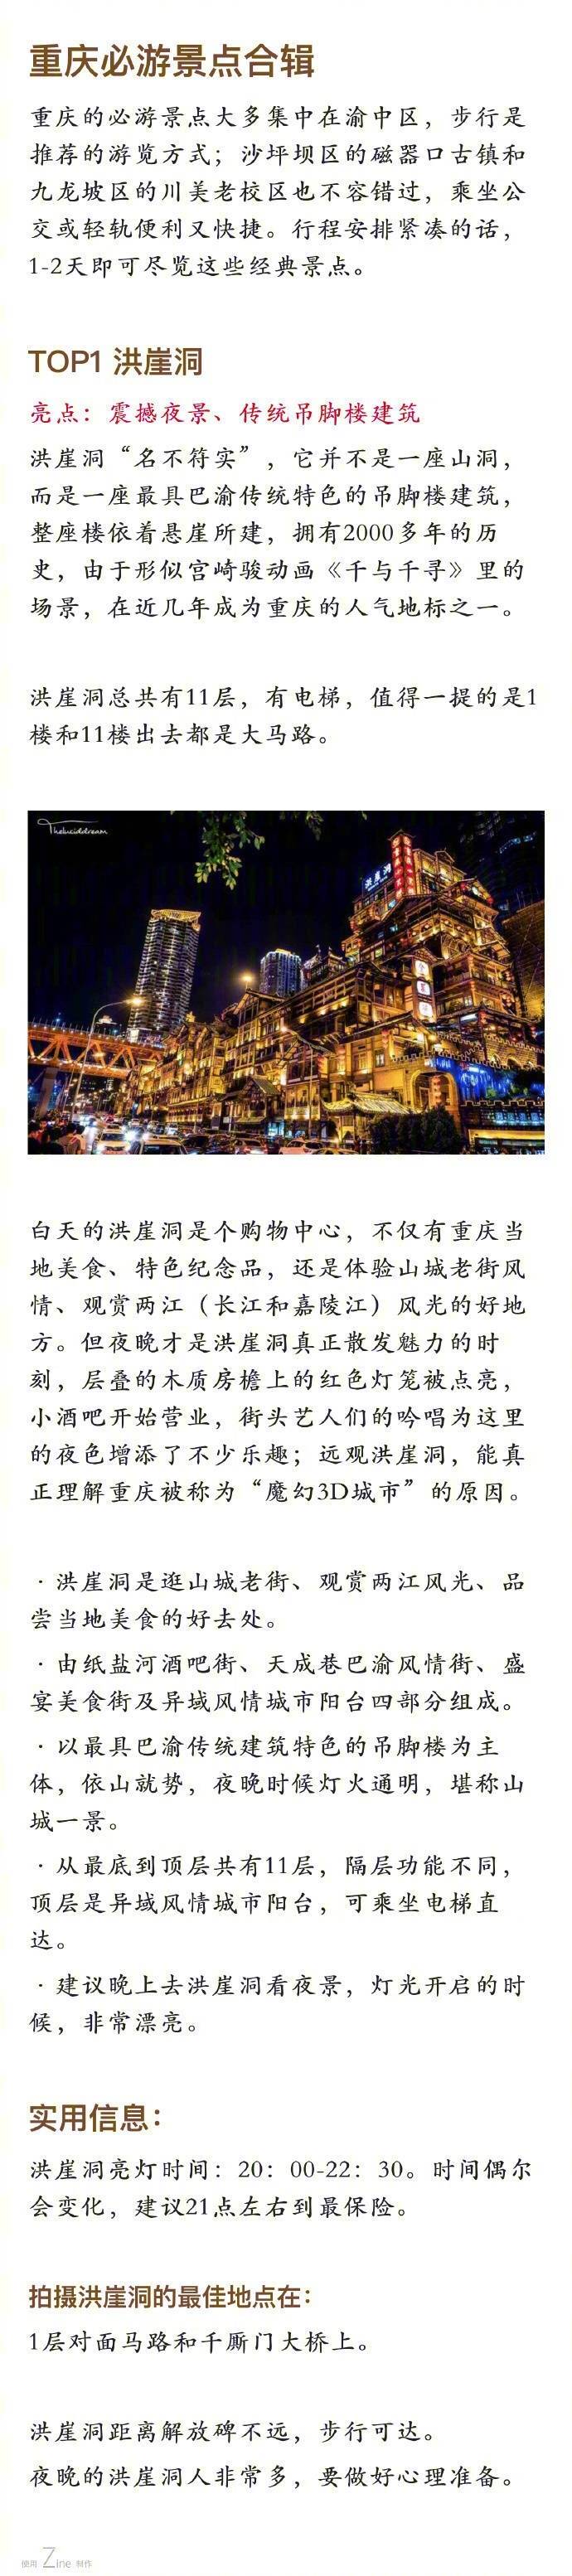 重庆必游景点合辑
重庆的必游景点大多集中在渝中区，步行是
推荐的游览方式；沙坪坝区的磁器口古镇和
九龙坡区的川美老校区也不容错过，乘坐公
交或轻轨便利又快捷。行程安排紧凑的话，
1-2天即可尽览这些经典景点。
TOP1 洪崖洞
亮点：震撼夜景、传统吊脚楼建筑
洪崖洞“名不符实”，它并不是一座山洞，
而是一座最具巴渝传统特色的吊脚楼建筑，
整座楼依着悬崖所建，拥有2000多年的历
史，由于形似宫崎骏动画《千与千寻》里的
场景，在近几年成为重庆的人气地标之一。
洪崖洞总共有11层，有电梯，值得一提的是1
楼和11楼出去都是大马路。
Thelusiddream
洪崖洞
白天的洪崖洞是个购物中心，不仅有重庆当
地美食、特色纪念品，还是体验山城老街风
情、观赏两江（长江和嘉陵江）风光的好地
方。但夜晚才是洪崖洞真正散发魅力的时
刻，层叠的木质房檐上的红色灯笼被点亮，
小酒吧开始营业，街头艺人们的吟唱为这里
的夜色增添了不少乐趣；远观洪崖洞，能真
正理解重庆被称为“魔幻3D城市”的原因。
· 洪崖洞是逛山城老街、观赏两江风光、品
尝当地美食的好去处。
· 由纸盐河酒吧街、天成巷巴渝风情街、盛
宴美食街及异域风情城市阳台四部分组成。
· 以最具巴渝传统建筑特色的吊脚楼为主
体，依山就势，夜晚时候灯火通明，堪称山
城一景。
· 从最底到顶层共有11层，隔层功能不同，
顶层是异域风情城市阳台，可乘坐电梯直
达。
· 建议晚上去洪崖洞看夜景，灯光开启的时
候，非常漂亮。
实用信息：
洪崖洞亮灯时间：20：00-22：30。时间偶尔
会变化，建议21点左右到最保险。
拍摄洪崖洞的最佳地点在：
1层对面马路和千厮门大桥上。
洪崖洞距离解放碑不远，步行可达。
夜晚的洪崖洞人非常多，要做好心理准备。
使用 Zine 制作